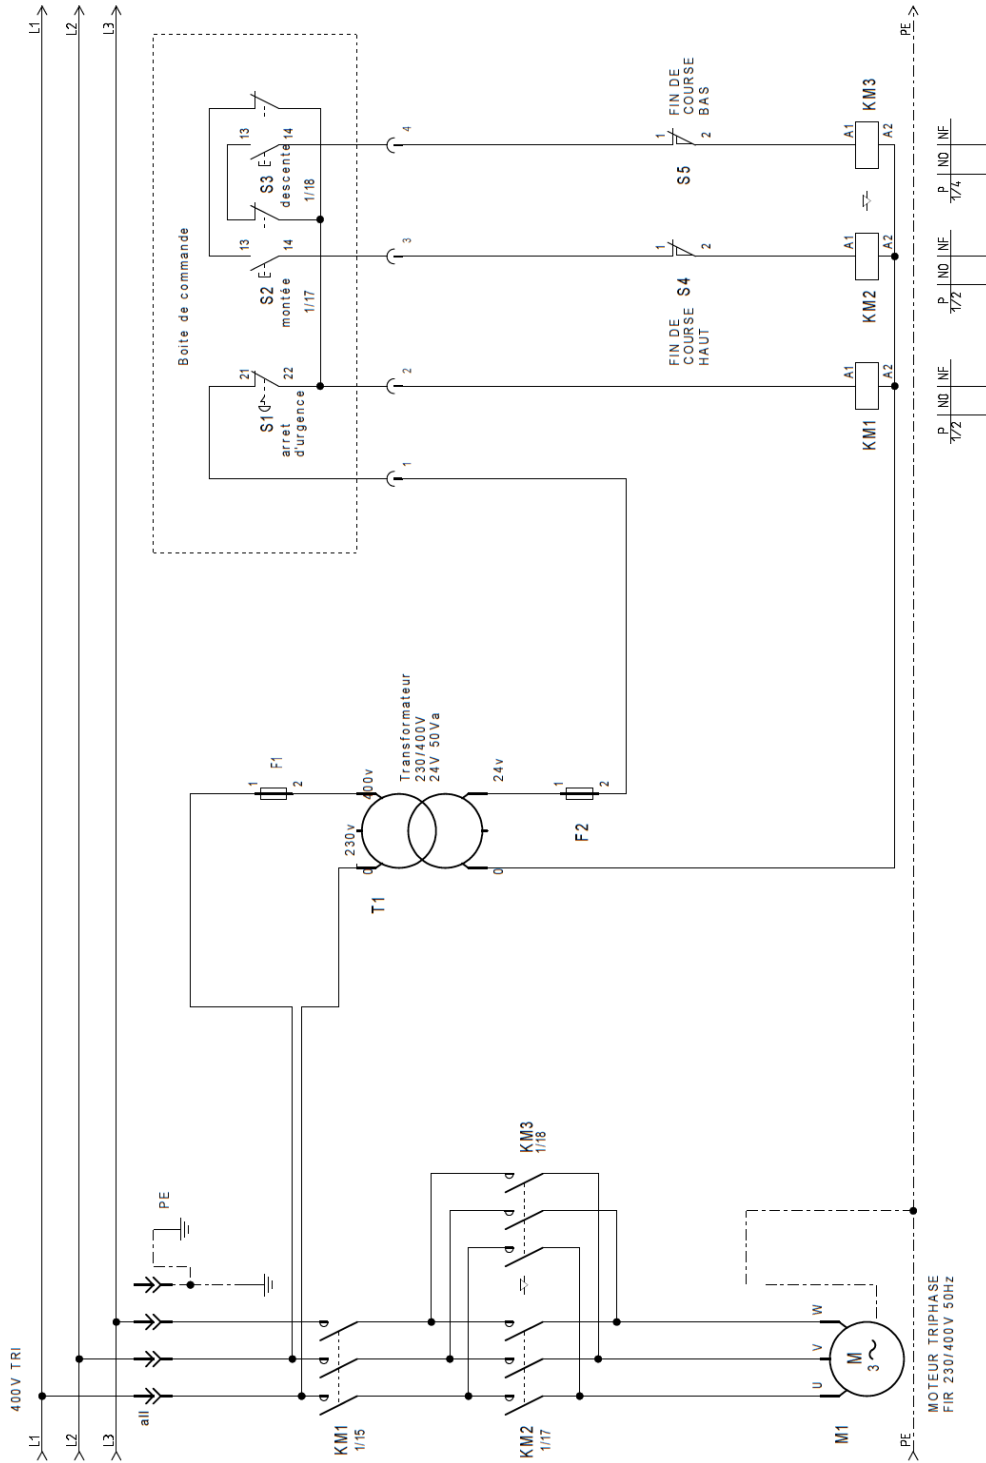 400V TRI
L1
L2
L3
L1
L2
L3
all
PE
KM1
1/15
KM2
1/17
KM3
1/18
U
V
W
M
3
M1
MOTEUR TRIPHASE
FIR 230/400V 50Hz
PE
PE
1
F1
2
0
230v
400v
T1
Transformateur
230/400V
24V 50Va
0
24v
1
F2
2
Boite de commande
21
S1
22
arret
d'urgence
13
S2
14
montée
1/17
13
S3
14
descente
1/18
1
2
3
4
FIN DE
COURSE
HAUT
S4
1
2
FIN DE
COURSE
BAS
S5
1
2
A1
KM1
A2
A1
KM2
A2
A1
KM3
A2
P NO NF
1/2
P NO NF
1/2
P NO NF
1/4